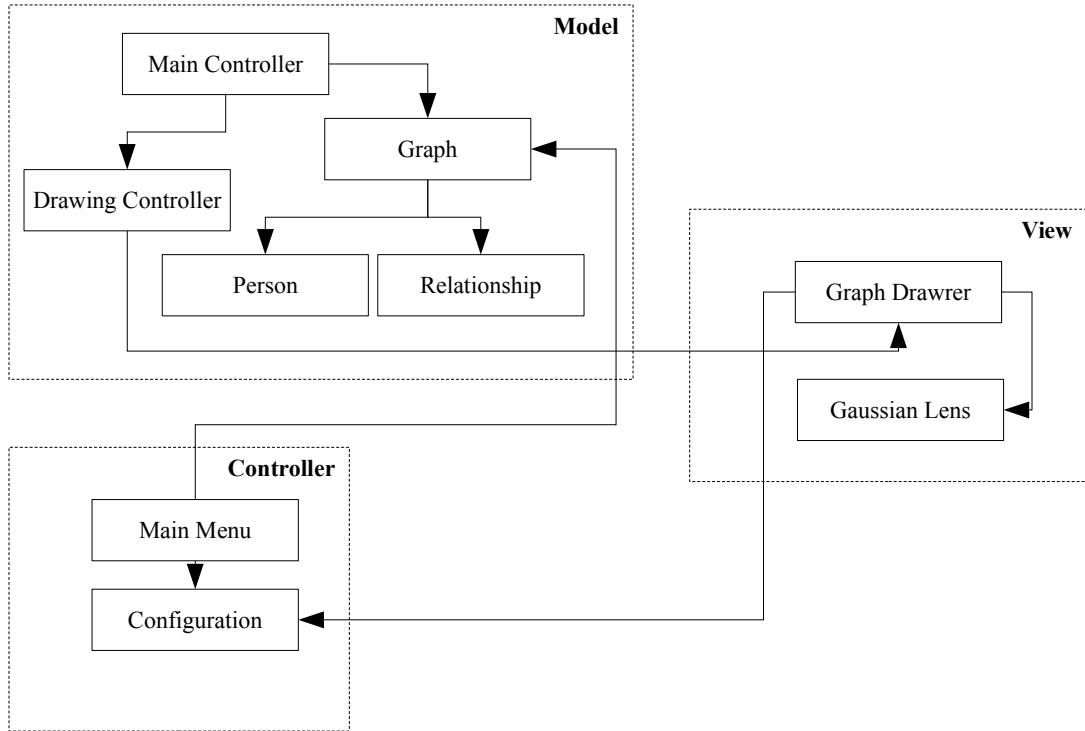 Model
Main Controller
Graph
Drawing Controller
Person
Relationship
View
Graph Drawrer
Gaussian Lens
Controller
Main Menu
Configuration